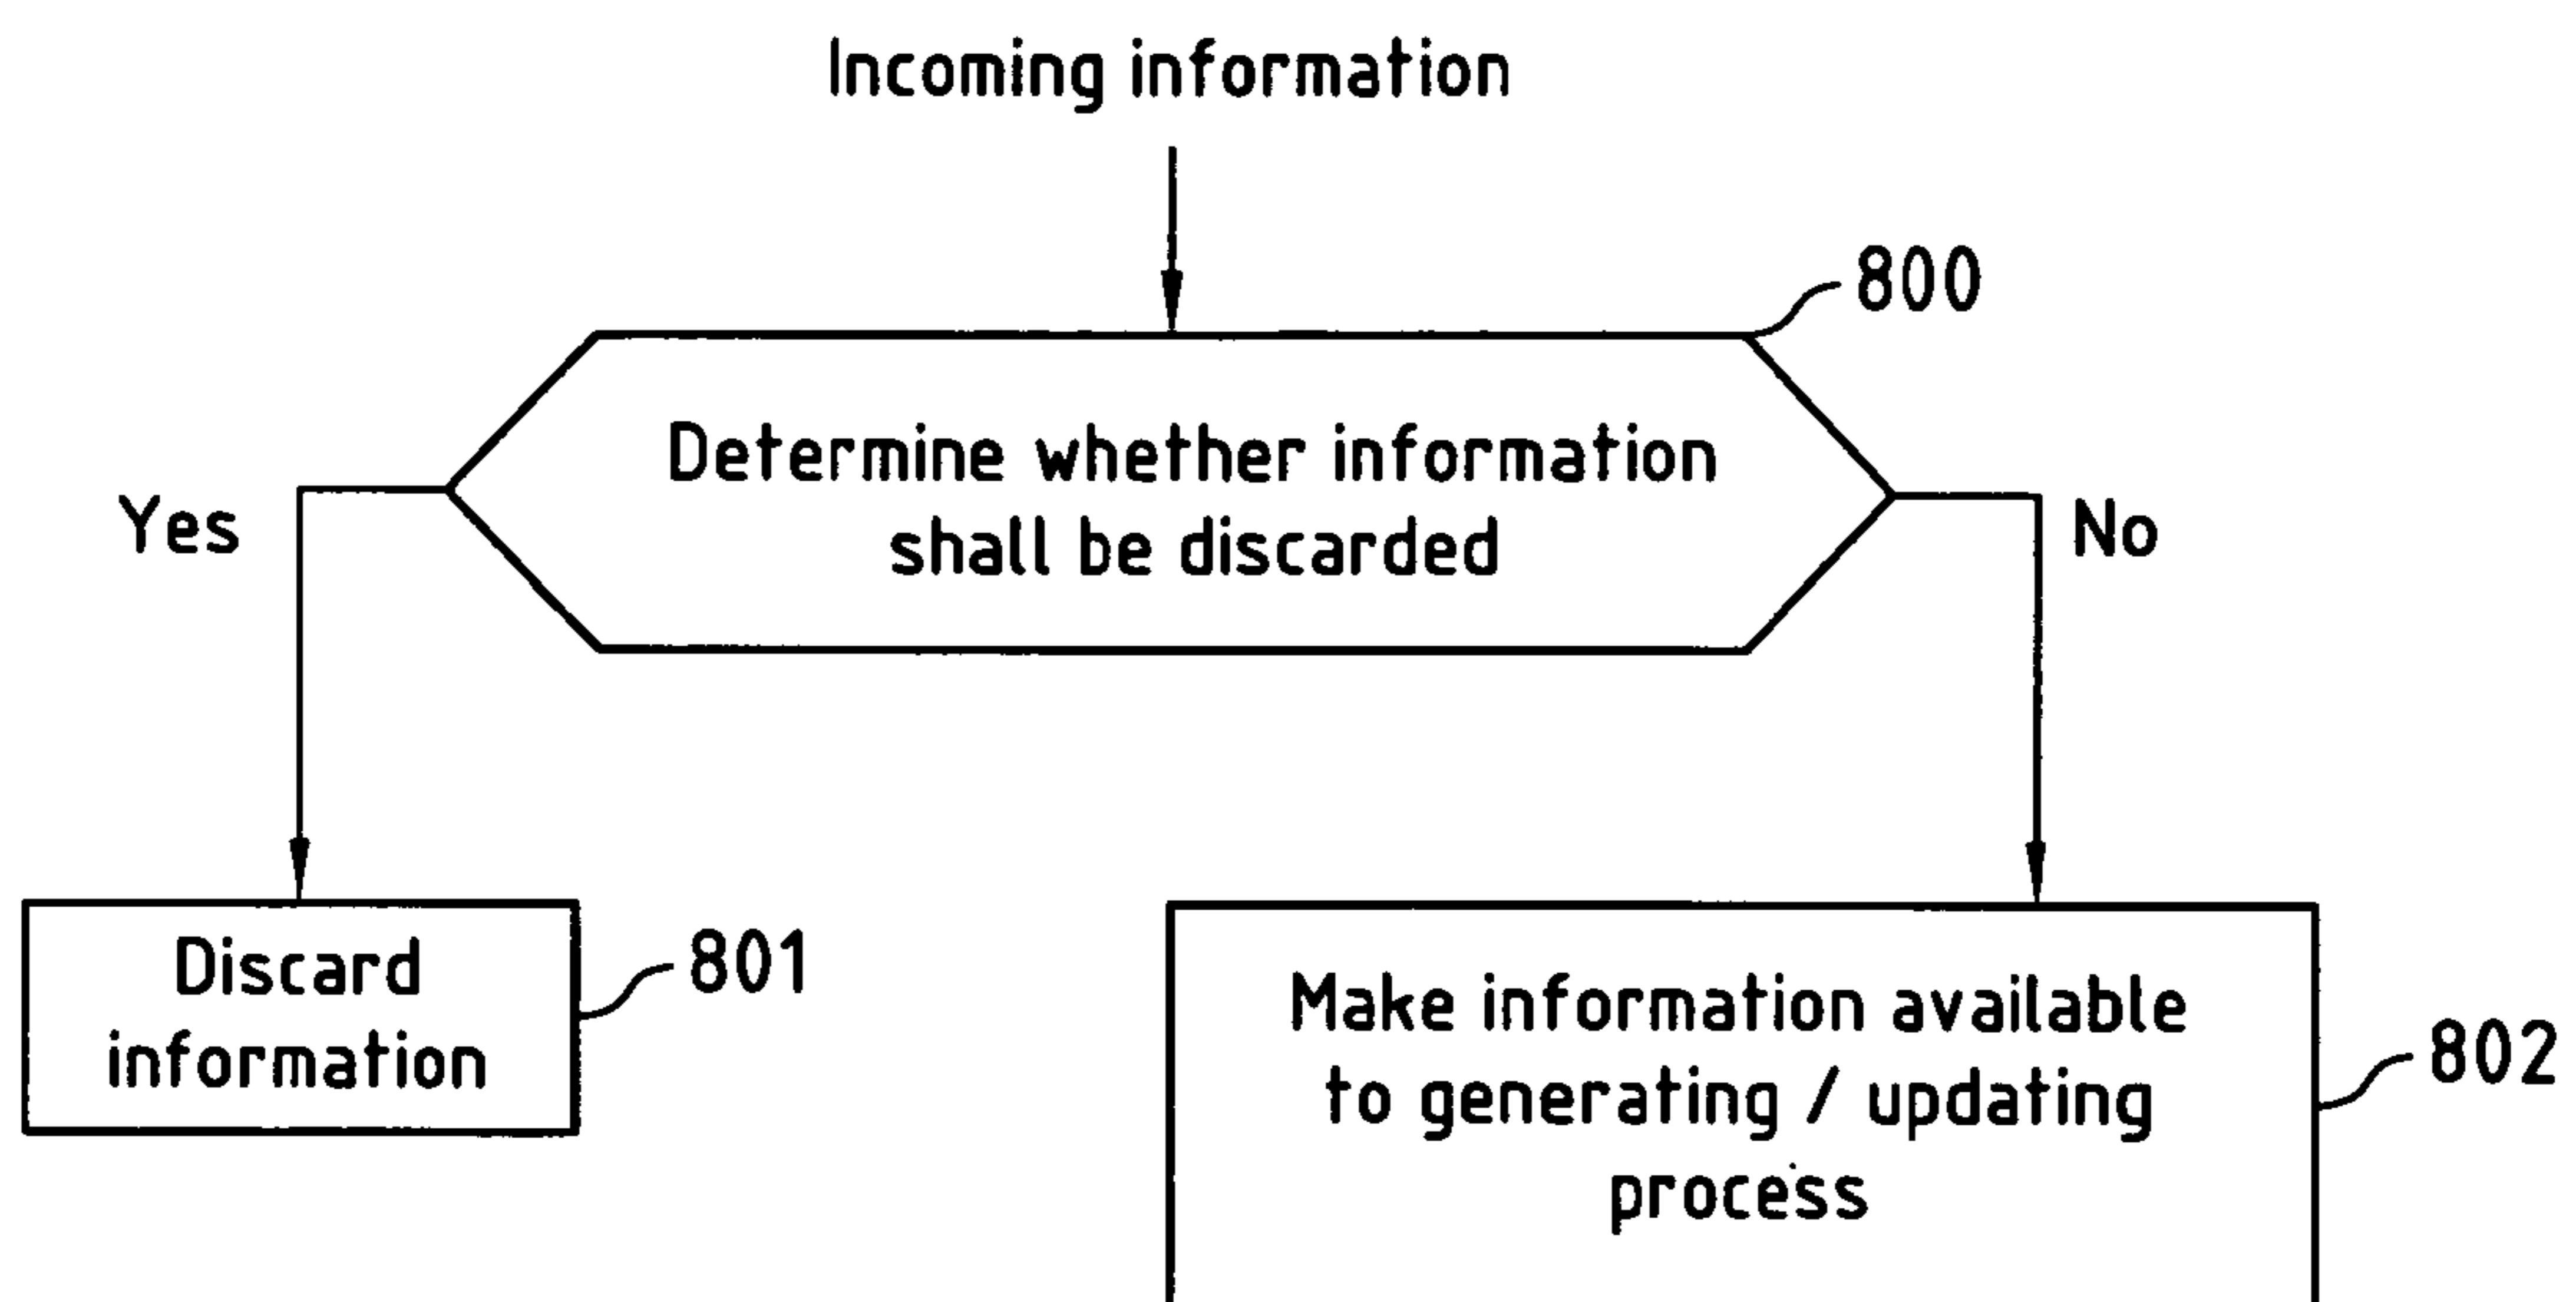 Incoming information
800
Determine whether information
shall be discarded
Yes
No
Discard
information
801
Make information available
to generating / updating
process
802